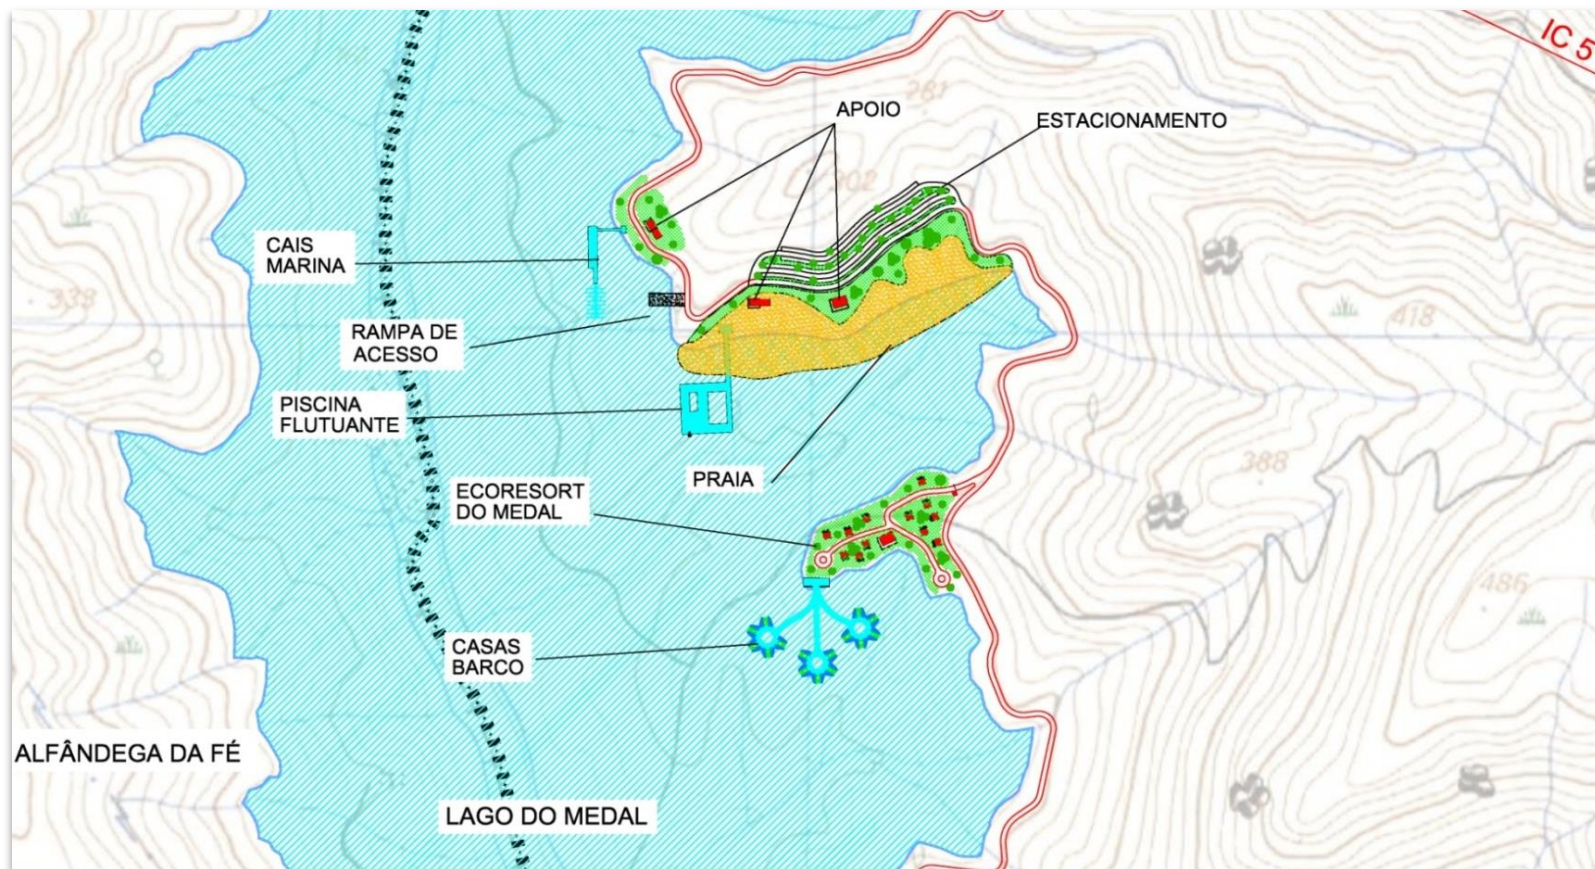 IC 5
281
APOIO
ESTACIONAMENTO
302
CAIS
MARINA
338
RAMPA DE
ACESSO
418
PISCINA
FLUTUANTE
388
PRAIA
ECORESORT
DO MEDAL
486
CASAS
BARCO
ALFÂNDEGA DA FÉ
LAGO DO MEDAL